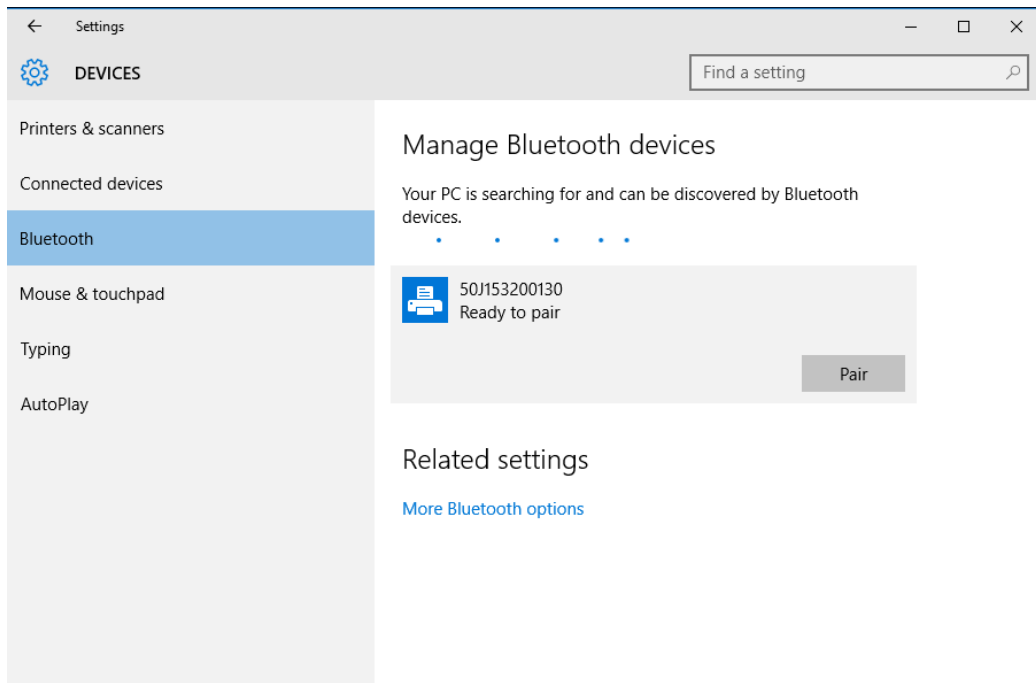 Settings
DEVICES
Find a setting
Printers & scanners
Connected devices
Bluetooth
Mouse & touchpad
Typing
AutoPlay
Manage Bluetooth devices
Your PC is searching for and can be discovered by Bluetooth
devices.
50J153200130
Ready to pair
Pair
Related settings
More Bluetooth options